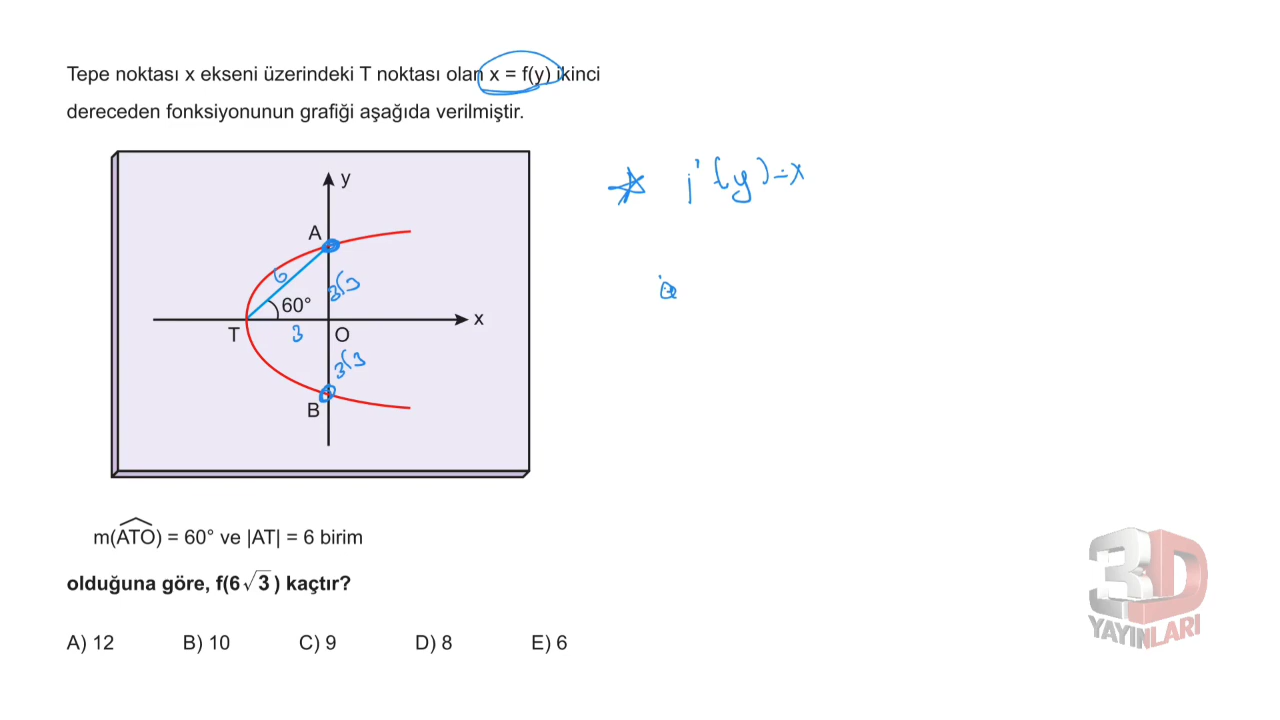 Tepe noktası x ekseni üzerindeki T noktası olan x = f(y) ikinci
dereceden fonksiyonunun grafiği aşağıda verilmiştir.
y
A
6
3√3
60°
T
3
O
x
3√3
B
(y) = x
m(ATO) = 60° ve |AT| = 6 birim
olduğuna göre, f(6√3) kaçtır?
A) 12 B) 10 C) 9 D) 8 E) 6
3D
YAYINLARI